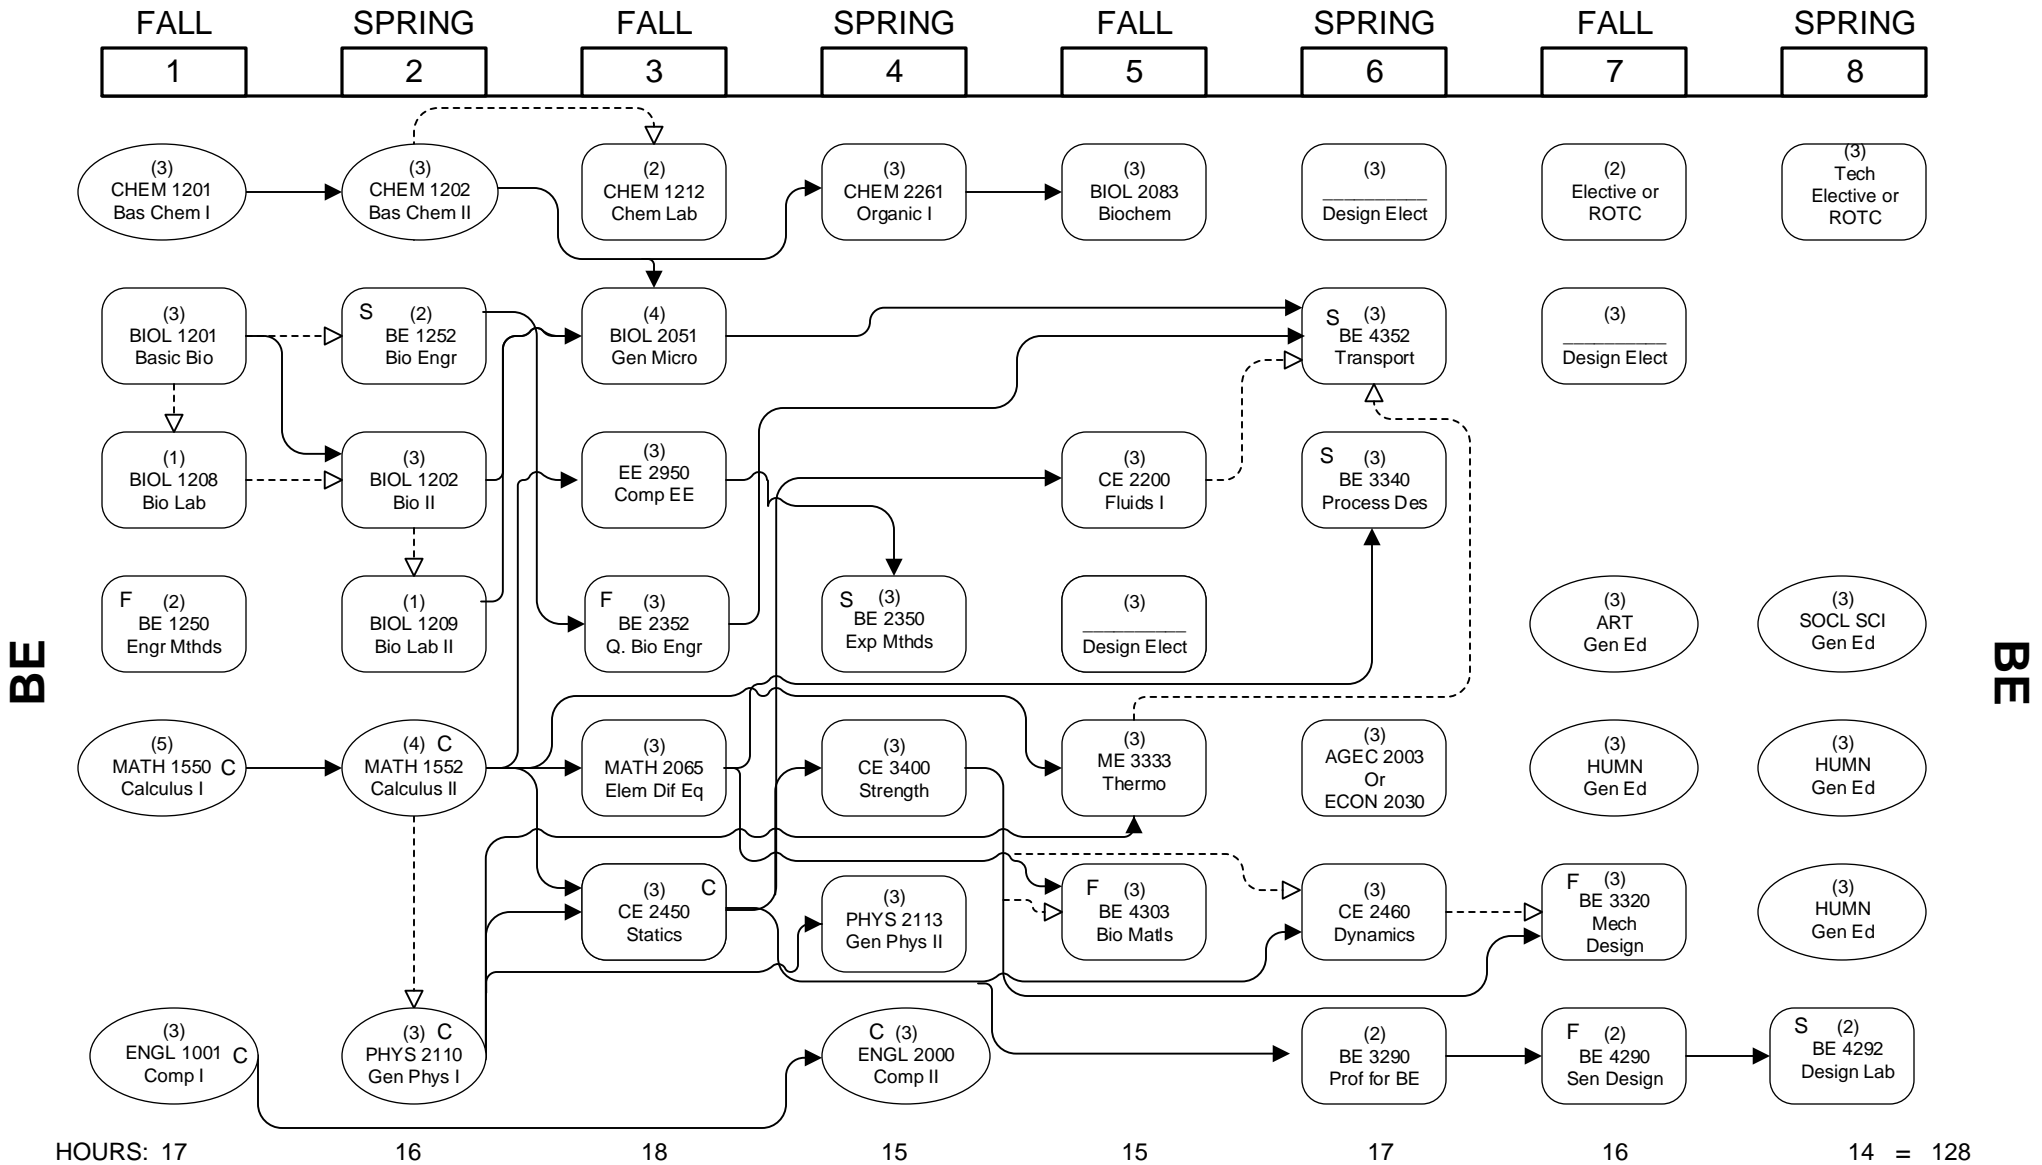 FALL
SPRING
FALL
SPRING
FALL
SPRING
FALL
SPRING
1
2
3
4
5
6
7
8
(3)
CHEM 1201
Bas Chem I
(3)
CHEM 1202
Bas Chem II
(2)
CHEM 1212
Chem Lab
(3)
CHEM 2261
Organic I
(3)
BIOL 2083
Biochem
(3)
__________
Design Elect
(2)
Elective or
ROTC
(3)
Tech
Elective or
ROTC
(3)
BIOL 1201
Basic Bio
S (2)
BE 1252
Bio Engr
(4)
BIOL 2051
Gen Micro
S (3)
BE 4352
Transport
(3)
__________
Design Elect
(1)
BIOL 1208
Bio Lab
(3)
BIOL 1202
Bio II
(3)
EE 2950
Comp EE
(3)
CE 2200
Fluids I
S (3)
BE 3340
Process Des
F (2)
BE 1250
Engr Mthds
(1)
BIOL 1209
Bio Lab II
F (3)
BE 2352
Q. Bio Engr
S (3)
BE 2350
Exp Mthds
(3)
__________
Design Elect
(3)
ART
Gen Ed
(3)
SOCL SCI
Gen Ed
BE
BE
(5)
MATH 1550 C
Calculus I
(4) C
MATH 1552
Calculus II
(3)
MATH 2065
Elem Dif Eq
(3)
CE 3400
Strength
(3)
ME 3333
Thermo
(3)
AGEC 2003
Or
ECON 2030
(3)
HUMN
Gen Ed
(3)
HUMN
Gen Ed
(3) C
CE 2450
Statics
(3)
PHYS 2113
Gen Phys II
F (3)
BE 4303
Bio Matls
(3)
CE 2460
Dynamics
F (3)
BE 3320
Mech
Design
(3)
HUMN
Gen Ed
(3)
ENGL 1001 C
Comp I
(3) C
PHYS 2110
Gen Phys I
C (3)
ENGL 2000
Comp II
(2)
BE 3290
Prof for BE
F (2)
BE 4290
Sen Design
S (2)
BE 4292
Design Lab
HOURS: 17 16 18 15 15 17 16 14 = 128